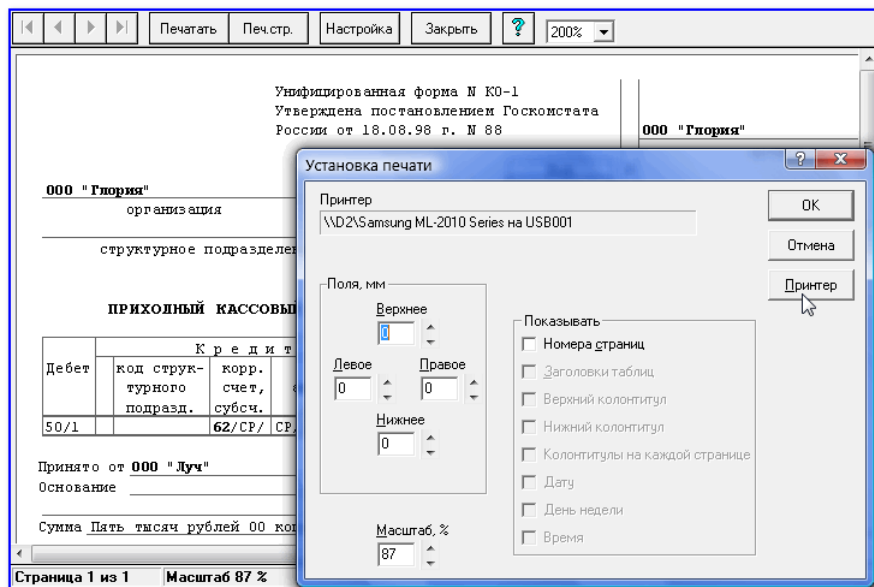 Печатать Печ.стр. Настройка Закрыть ? 200%
Унифицированная форма N КО-1
Утверждена постановлением Госкомстата
России от 18.08.98 г. N 88
ООО "Глория"
ООО "Глория"
организация
структурное подразделен
ПРИХОДНЫЙ КАССОВЫ
Кредит
Дебет код струк- корр.
турного счет,
подразд. субсч.
50/1 62/СР/ СР,
Принято от ООО "Луч"
Основание
Сумма Пять тысяч рублей 00 коп
Страница 1 из 1 Масштаб 87 %
Установка печати
Принтер
\\D2\Samsung ML-2010 Series на USB001
OK
Отмена
Принтер
Поля, мм
Верхнее
0
Левое Правое
0 0
Нижнее
0
Масштаб, %
87
Показывать
Номера страниц
Заголовки таблиц
Верхний колонтитул
Нижний колонтитул
Колонтитулы на каждой странице
Дату
День недели
Время